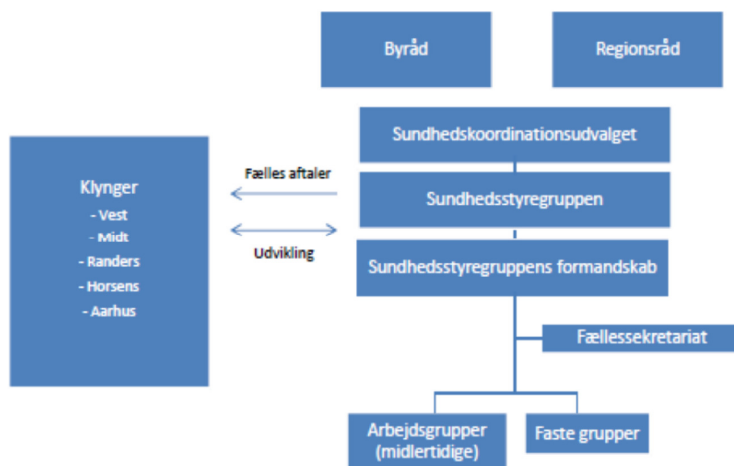 Byråd
Regionsråd
Sundhedskoordinationsudvalget
Klynger
- Vest
- Midt
- Randers
- Horsens
- Aarhus
Fælles aftaler
Udvikling
Sundhedsstyregruppen
Sundhedsstyregruppens formandskab
Fællessekretariat
Arbejdsgrupper
(midlertidige)
Faste grupper